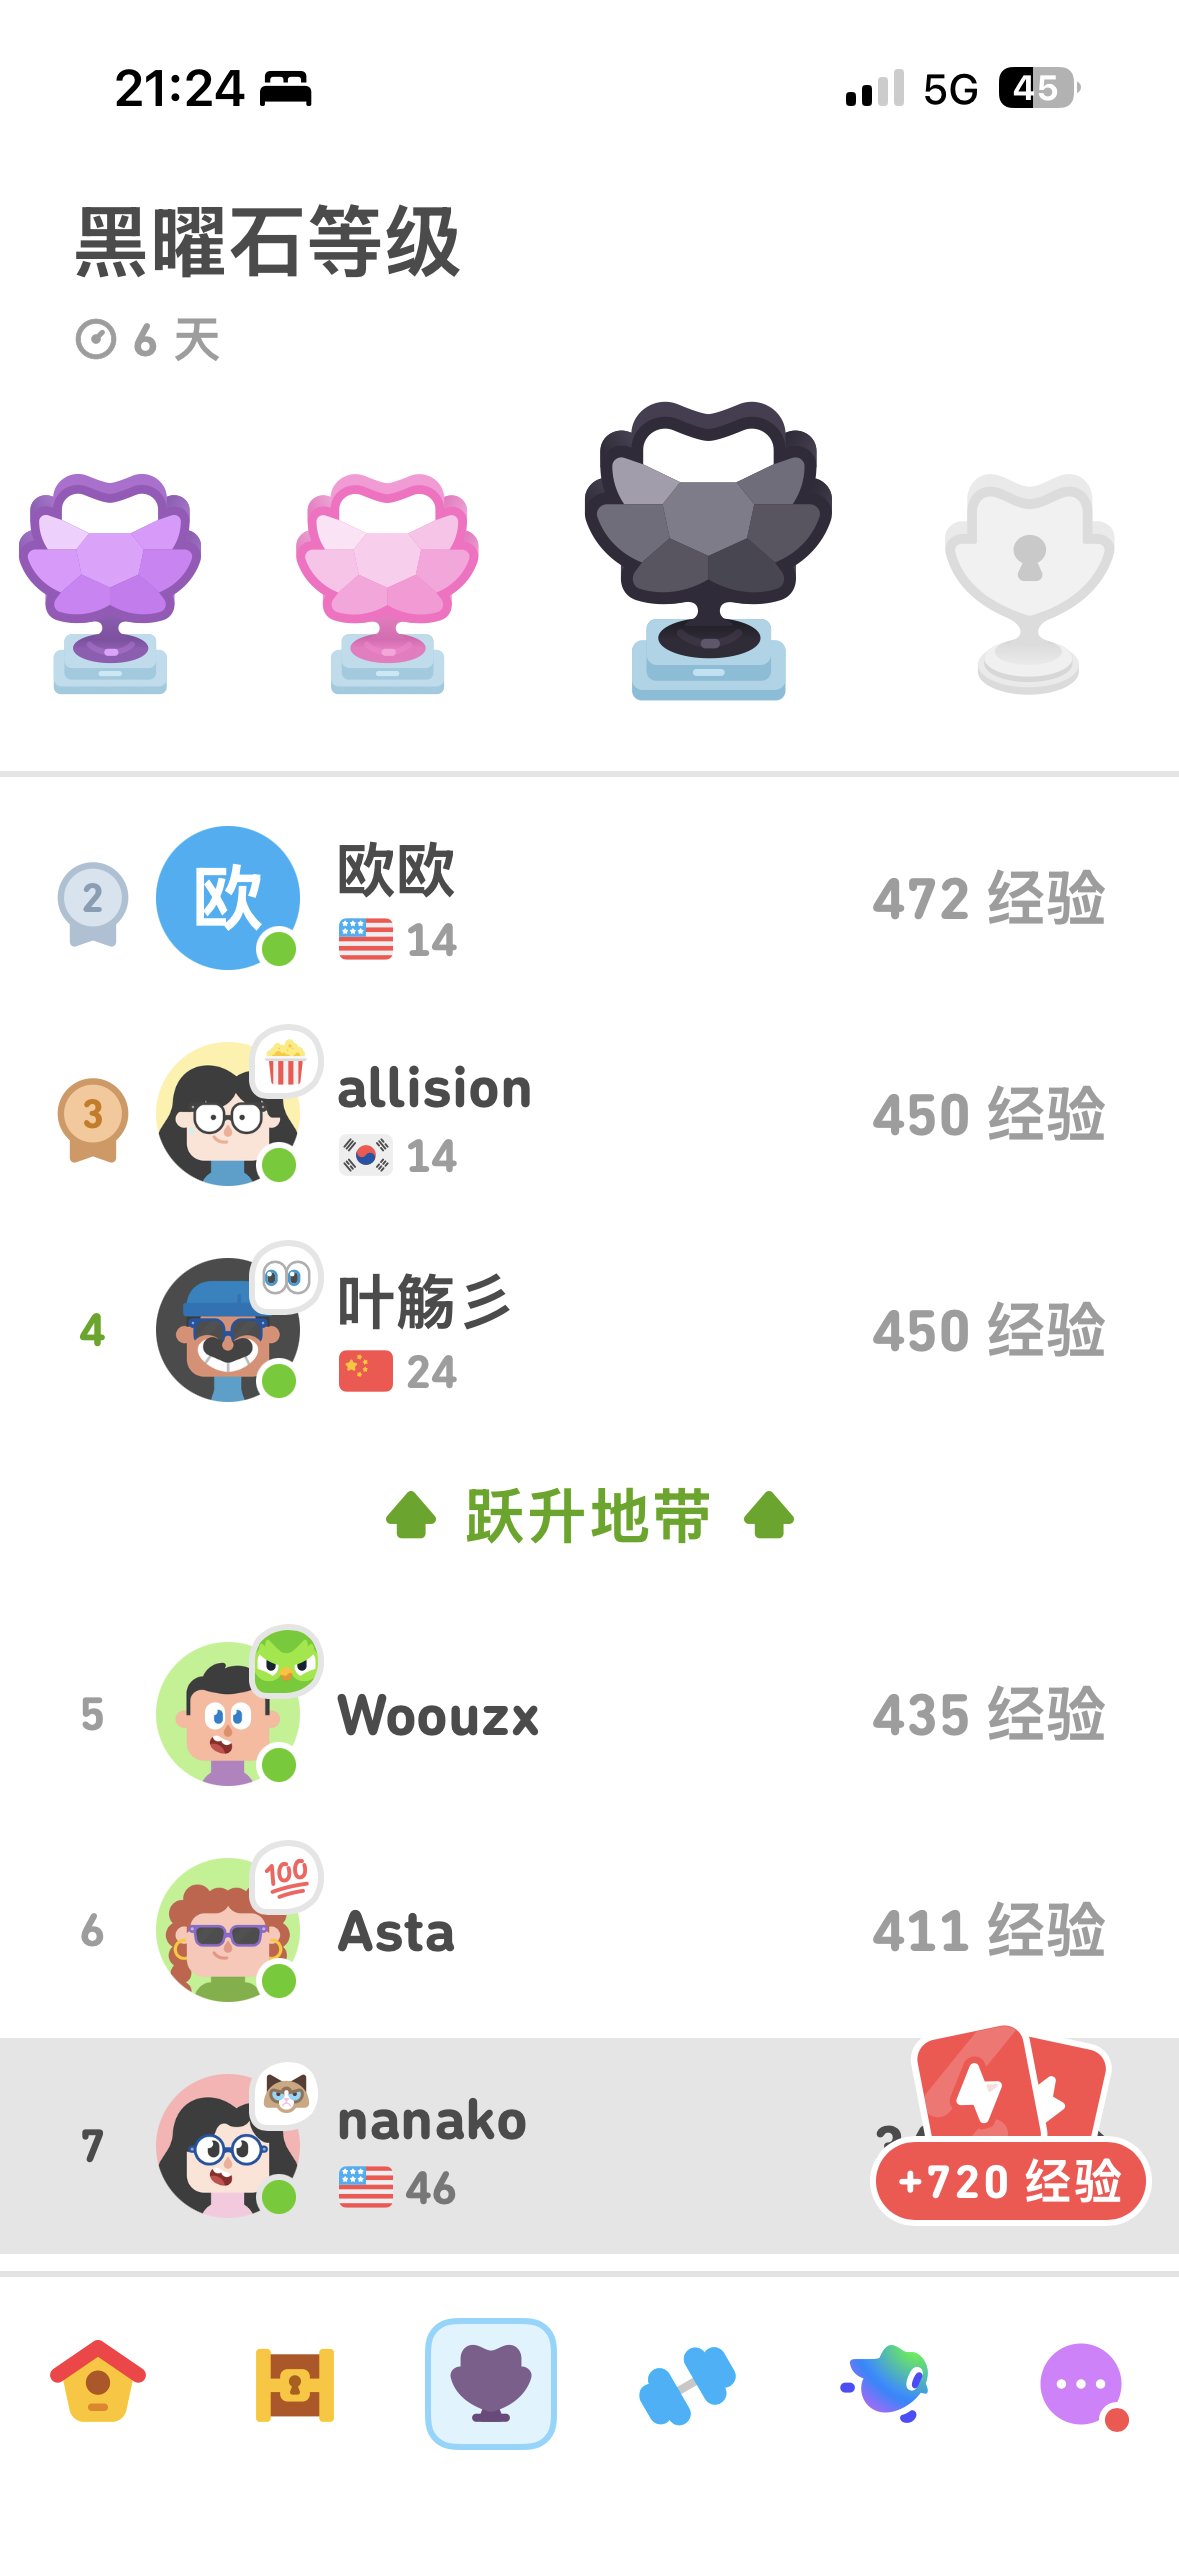 21:24 5G 45
黑曜石等级
6 天
2 欧 欧欧 472 经验
14
3 allision 450 经验
14
4 叶觞彡 450 经验
24
跃升地带
5 Woouzx 435 经验
6 100 Asta 411 经验
7 nanako
46
+720 经验